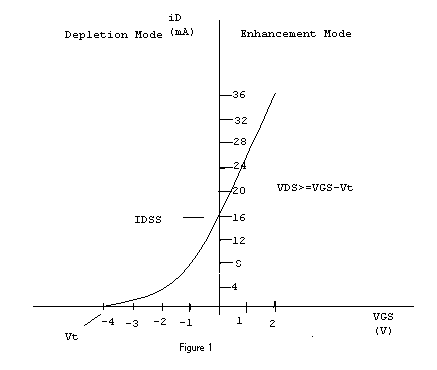 iD
(mA)
Depletion Mode
Enhancement Mode
36
32
28
24
20
VDS>=VGS-Vt
IDSS
16
12
8
4
-4 -3 -2 -1 1 2
VGS
(V)
Vt
Figure 1